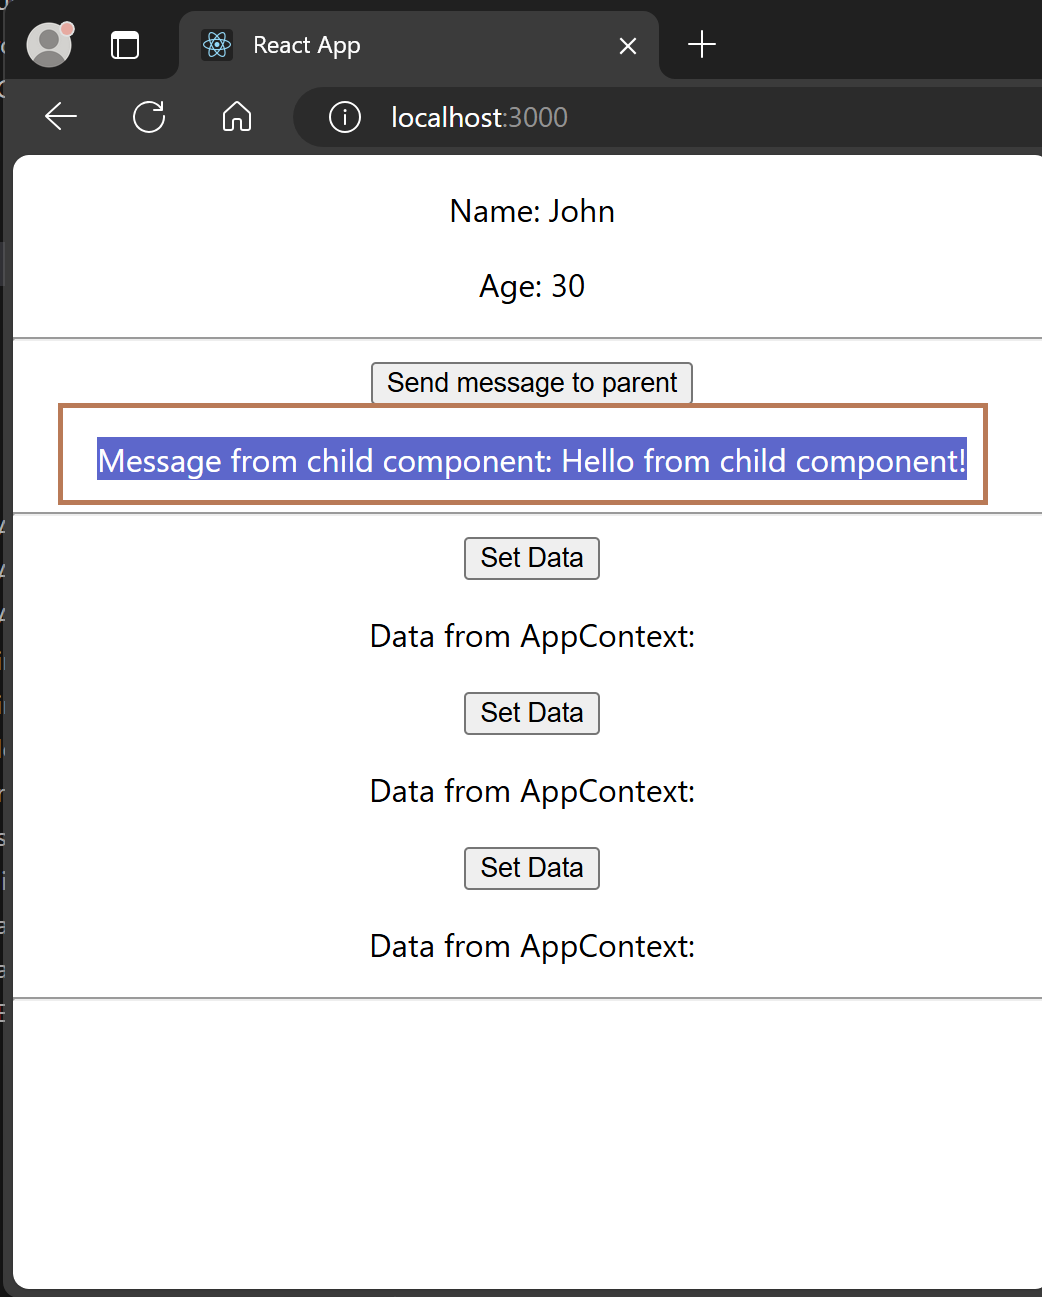 React App
localhost:3000
Name: John
Age: 30
Send message to parent
Message from child component: Hello from child component!
Set Data
Data from AppContext:
Set Data
Data from AppContext:
Set Data
Data from AppContext: